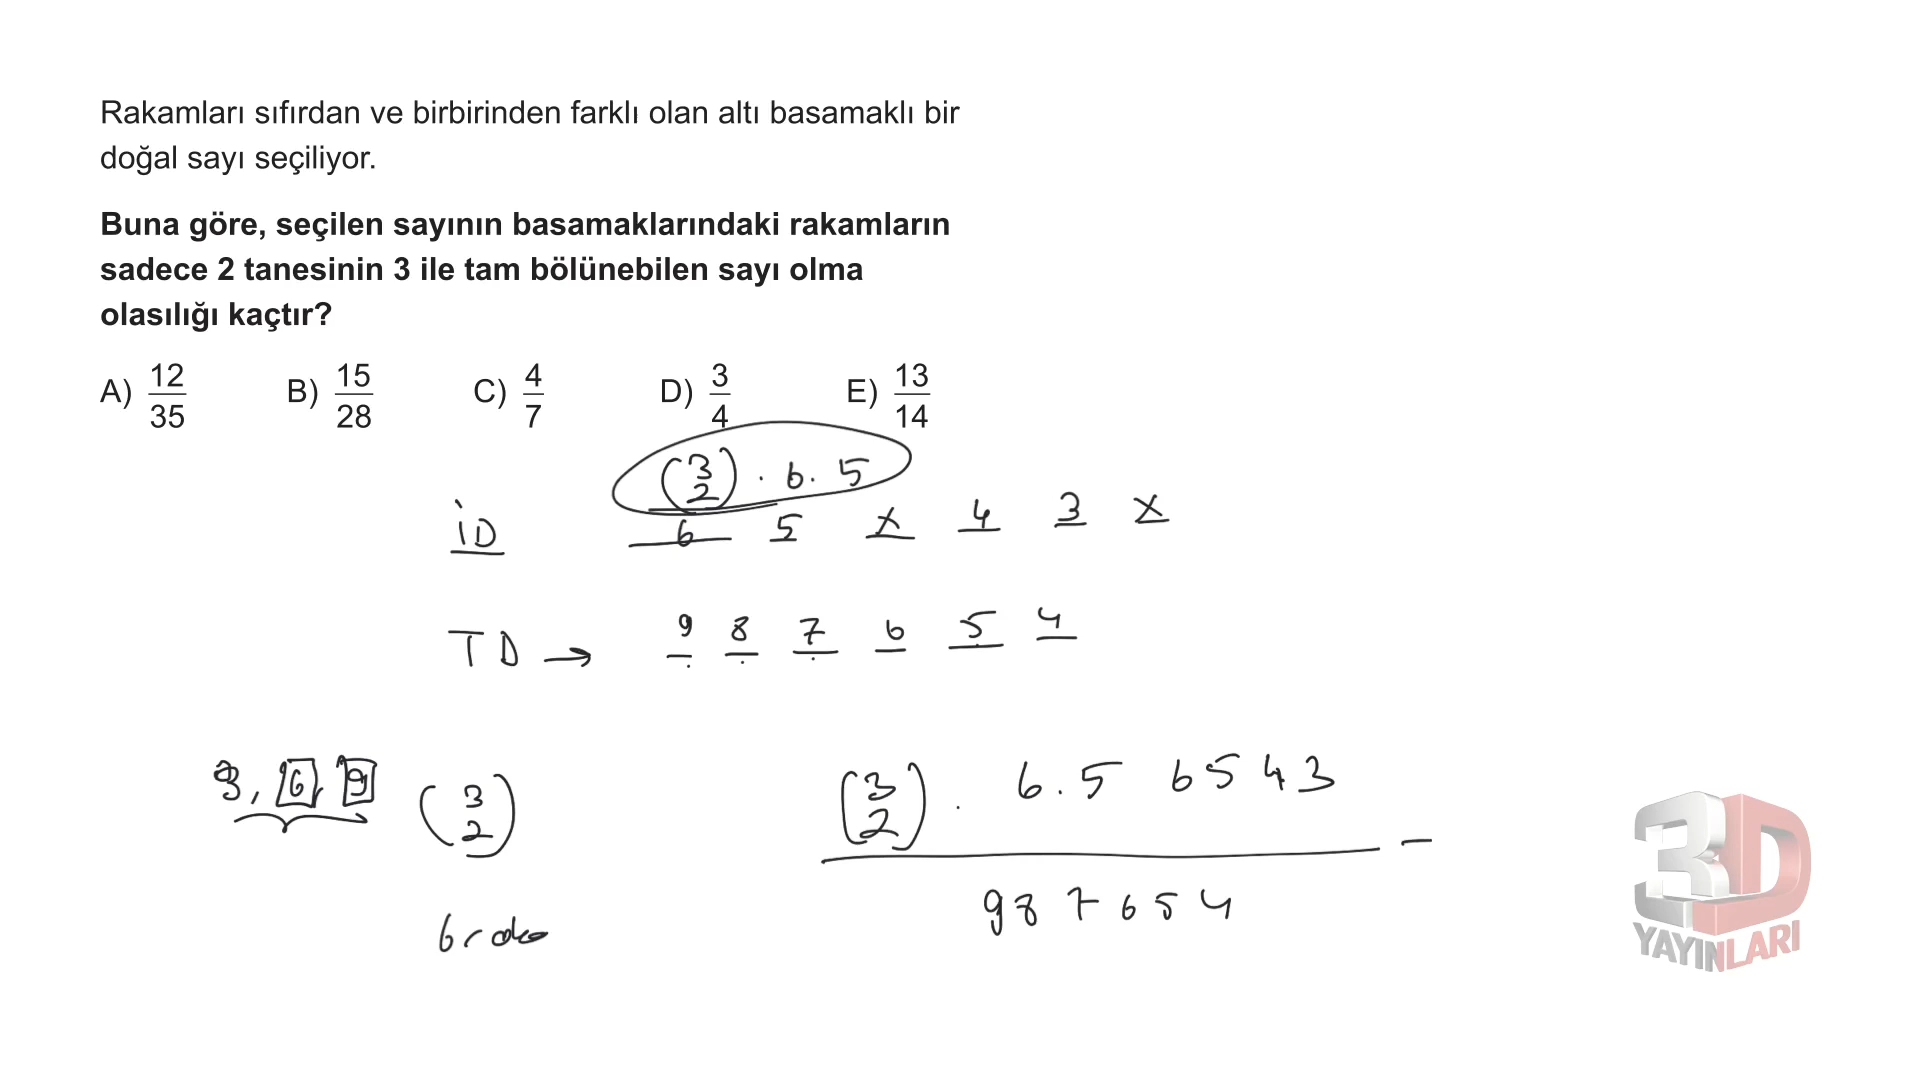 Rakamları sıfırdan ve birbirinden farklı olan altı basamaklı bir
doğal sayı seçiliyor.
Buna göre, seçilen sayının basamaklarındaki rakamların
sadece 2 tanesinin 3 ile tam bölünebilen sayı olma
olasılığı kaçtır?
A) 12/35 B) 15/28 C) 4/7 D) 3/4 E) 13/14
(3 2) . 6 . 5
İD 6 5 x 4 3 x
TD → 9 8 7 6 5 4
3, 6, 9 (3 2)
(3 2) . 6 . 5 6 5 4 3 –
9 8 7 6 5 4
3D
YAYINLARI